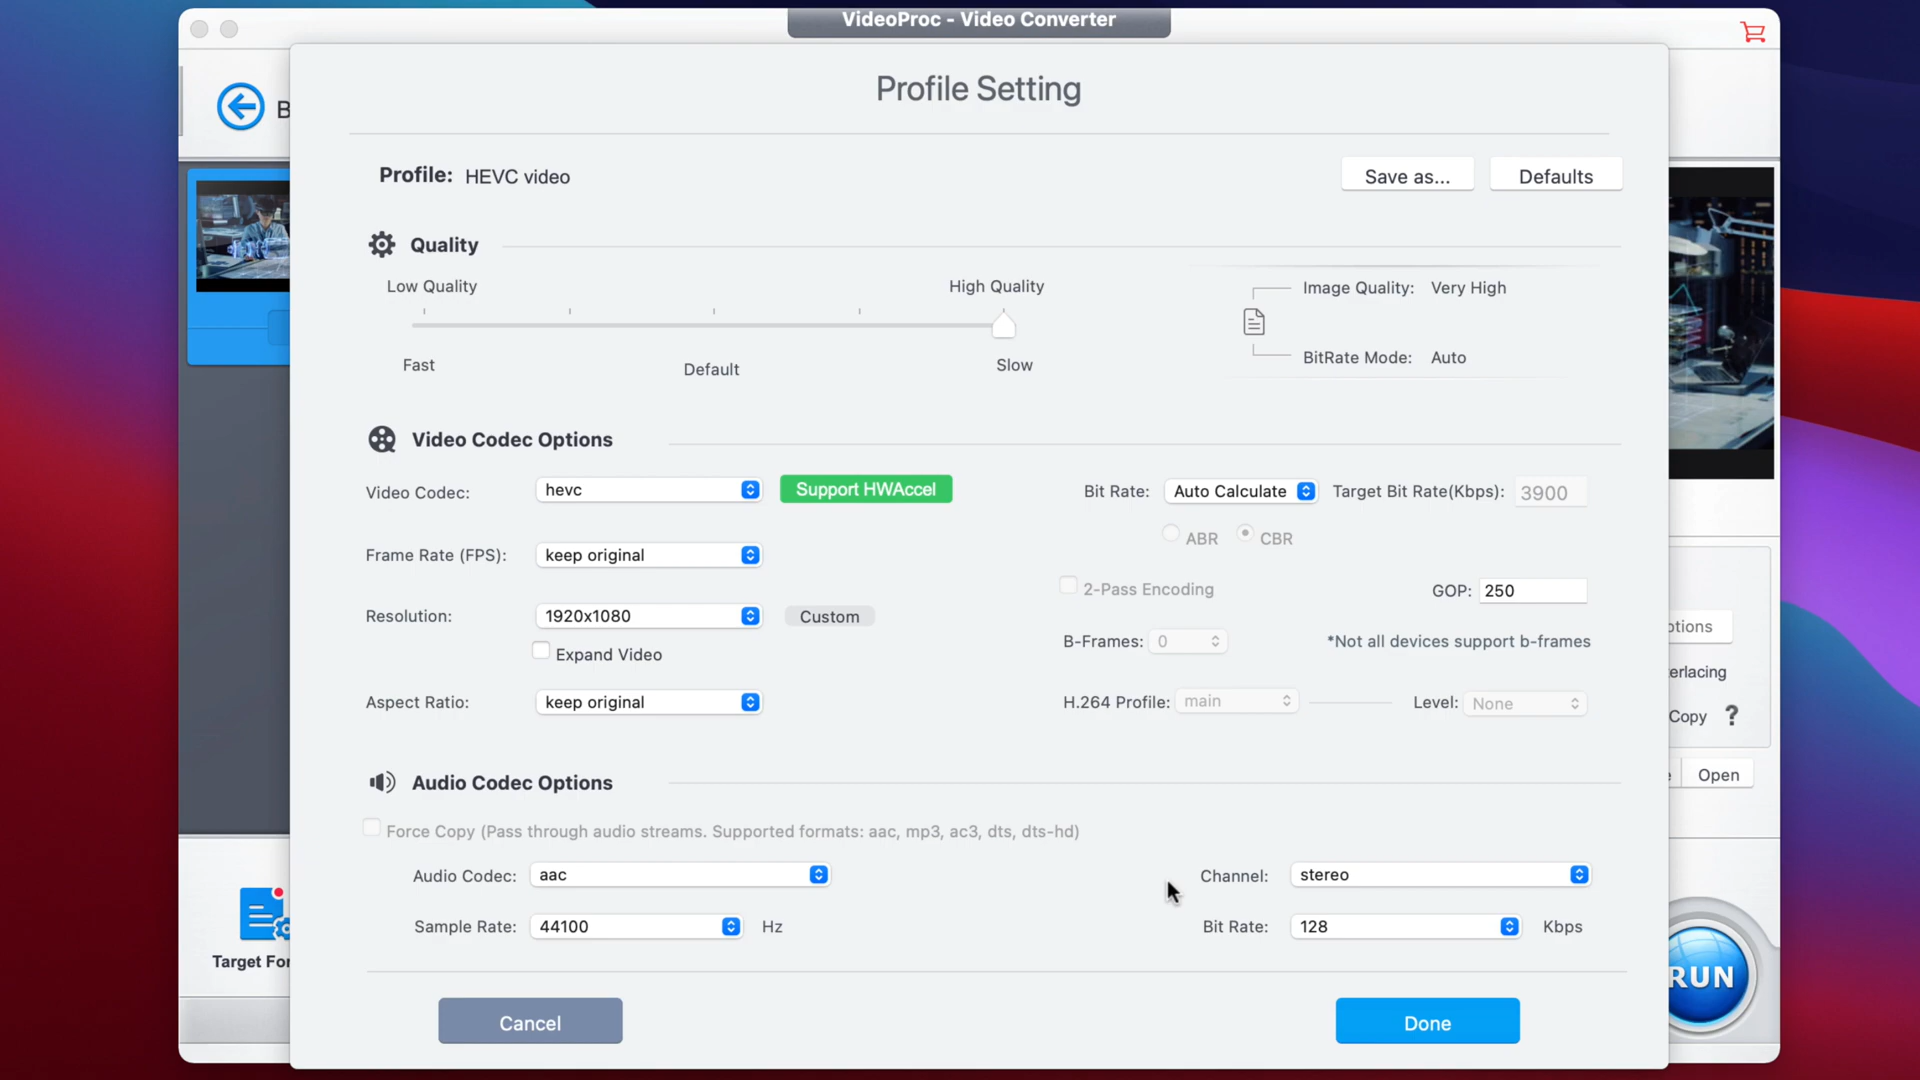 VideoProc - Video Converter
B
Profile Setting
Profile: HEVC video
Save as...
Defaults
Quality
Low Quality
High Quality
Fast
Default
Slow
Image Quality: Very High
BitRate Mode: Auto
Video Codec Options
Video Codec: hevc
Support HWAccel
Bit Rate: Auto Calculate
Target Bit Rate(Kbps): 3900
ABR CBR
Frame Rate (FPS): keep original
2-Pass Encoding
GOP: 250
Resolution: 1920x1080
Custom
Expand Video
B-Frames: 0
*Not all devices support b-frames
Aspect Ratio: keep original
H.264 Profile: main
Level: None
ptions
erlacing
Copy ?
e Open
Audio Codec Options
Force Copy (Pass through audio streams. Supported formats: aac, mp3, ac3, dts, dts-hd)
Audio Codec: aac
Channel: stereo
Sample Rate: 44100 Hz
Bit Rate: 128 Kbps
Target For
RUN
Cancel
Done